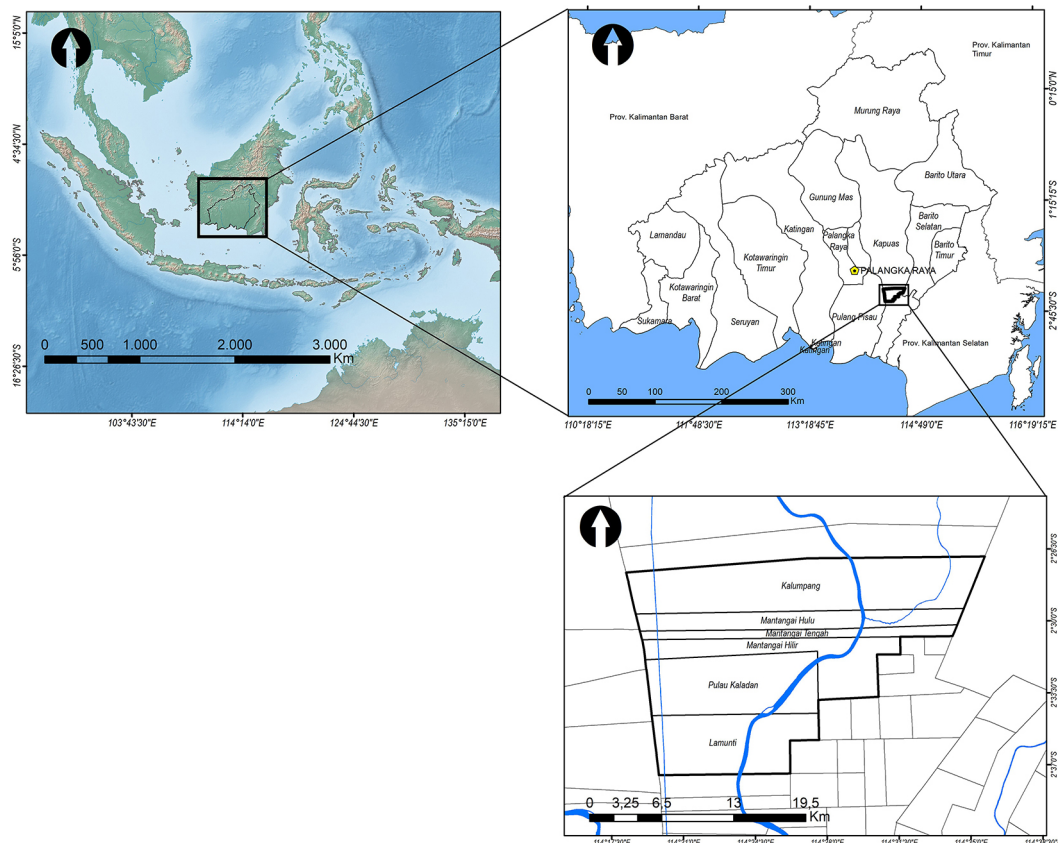 15°5'0"N
4°34'30"N
5°56'0"S
16°26'30"S
0 500 1.000 2.000 3.000
Km
103°43'30"E 114°14'0"E 124°44'30"E 135°15'0"E
Prov. Kalimantan
Timur
Prov. Kalimantan Barat
Murung Raya
Barito Utara
Gunung Mas
Barito
Selatan
Lamandau
Katingan
Palangka
Raya
Kapuas
Barito
Timur
Kotawaringin
Timur
PALANGKA RAYA
Kotawaringin
Barat
Sukamara
Seruyan
Pulang Pisau
Katingan
Katingan
Prov. Kalimantan Selatan
0 50 100 200 300
Km
0°15'0"N
1°15'15"S
2°45'30"S
110°18'15"E 111°48'30"E 113°18'45"E 114°49'0"E 116°19'15"E
Kalumpang
Mantangai Hulu
Mantangai Tengah
Mantangai Hilir
Pulau Kaladan
Lamunti
0 3,25 6,5 13 19,5
Km
2°26'30"S
2°30'0"S
2°33'30"S
2°37'0"S